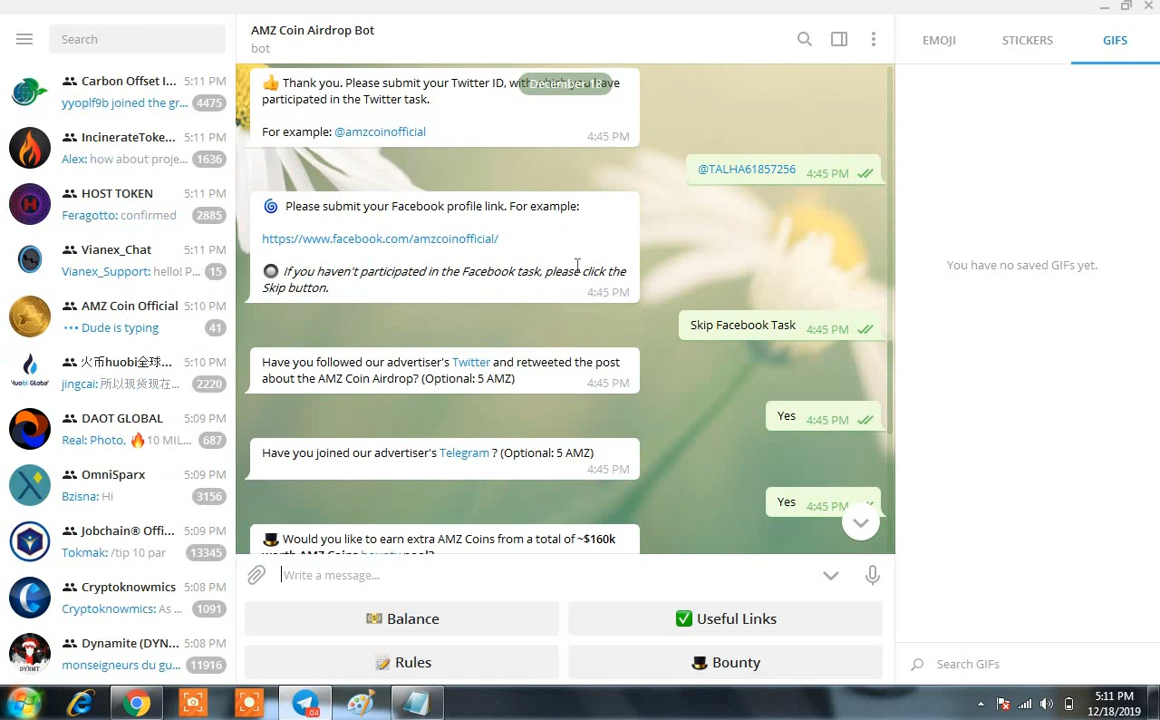 Search
Carbon Offset I... 5:11 PM
yyoplf9b joined the gr... 4475
IncinerateToke... 5:11 PM
Alex: how about proje... 1636
HOST TOKEN 5:11 PM
Feragotto: confirmed 2885
Vianex_Chat 5:11 PM
Vianex_Support: hello! P... 15
AMZ Coin Official 5:10 PM
Dude is typing 41
火币huobi全球... 5:10 PM
jingcai: 所以现货现在... 2220
DAOT GLOBAL 5:09 PM
Real: Photo, 🔥10 MIL... 687
OmniSparx 5:09 PM
Bzisna: Hi 3156
Jobchain® Offi... 5:09 PM
Tokmak: /tip 10 par 13345
Cryptoknowmics 5:08 PM
Cryptoknowmics: As ... 1091
Dynamite (DYN... 5:08 PM
monseigneurs du gu... 11916
AMZ Coin Airdrop Bot
bot
December 18
👍 Thank you. Please submit your Twitter ID, with which you have
participated in the Twitter task.
For example: @amzcoinofficial
4:45 PM
@TALHA61857256 4:45 PM
🌀 Please submit your Facebook profile link. For example:
https://www.facebook.com/amzcoinofficial/
🔘 If you haven't participated in the Facebook task, please click the
Skip button.
4:45 PM
Skip Facebook Task 4:45 PM
Have you followed our advertiser's Twitter and retweeted the post
about the AMZ Coin Airdrop? (Optional: 5 AMZ) 4:45 PM
Yes 4:45 PM
Have you joined our advertiser's Telegram ? (Optional: 5 AMZ)
4:45 PM
Yes 4:45 PM
🎩 Would you like to earn extra AMZ Coins from a total of ~$160k
worth AMZ Coins bounty pool?
Write a message...
💵 Balance
✅ Useful Links
📝 Rules
🎩 Bounty
EMOJI STICKERS GIFS
You have no saved GIFs yet.
Search GIFs
04
5:11 PM
12/18/2019